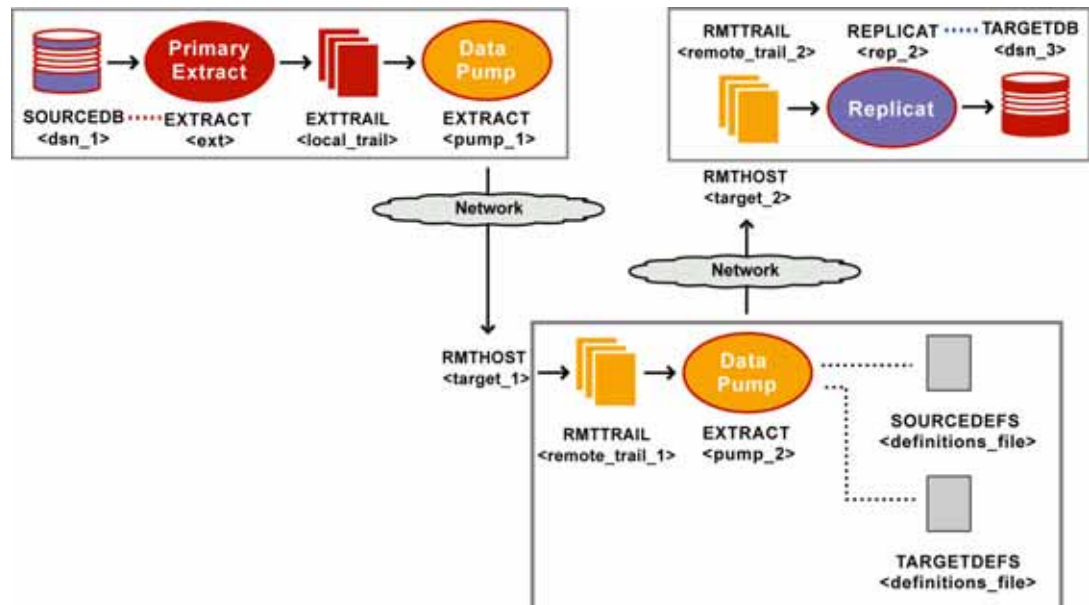 Primary
Extract
Data
Pump
SOURCEDB
<dsn_1>
EXTRACT
<ext>
EXTTRAIL
<local_trail>
EXTRACT
<pump_1>
Network
RMTTRAIL
<remote_trail_2>
REPLICAT
<rep_2>
TARGETDB
<dsn_3>
Replicat
RMTHOST
<target_2>
Network
RMTHOST
<target_1>
Data
Pump
RMTTRAIL
<remote_trail_1>
EXTRACT
<pump_2>
SOURCEDEFS
<definitions_file>
TARGETDEFS
<definitions_file>